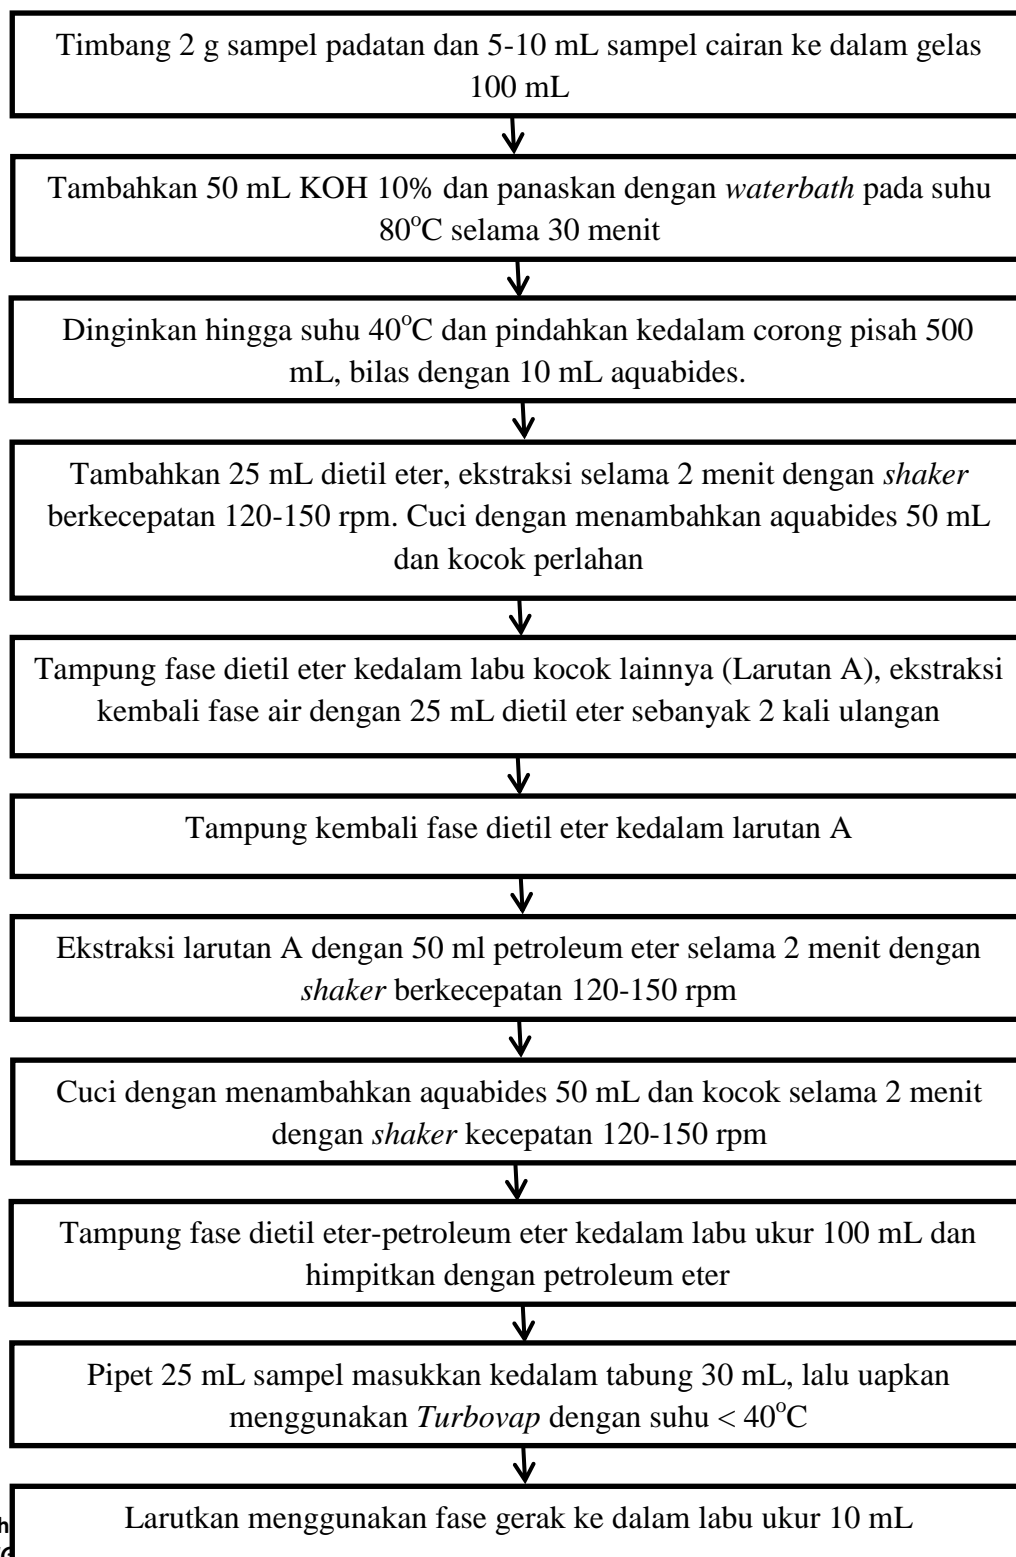 Timbang 2 g sampel padatan dan 5-10 mL sampel cairan ke dalam gelas
100 mL
Tambahkan 50 mL KOH 10% dan panaskan dengan waterbath pada suhu
80°C selama 30 menit
Dinginkan hingga suhu 40°C dan pindahkan kedalam corong pisah 500
mL, bilas dengan 10 mL aquabides.
Tambahkan 25 mL dietil eter, ekstraksi selama 2 menit dengan shaker
berkecepatan 120-150 rpm. Cuci dengan menambahkan aquabides 50 mL
dan kocok perlahan
Tampung fase dietil eter kedalam labu kocok lainnya (Larutan A), ekstraksi
kembali fase air dengan 25 mL dietil eter sebanyak 2 kali ulangan
Tampung kembali fase dietil eter kedalam larutan A
Ekstraksi larutan A dengan 50 ml petroleum eter selama 2 menit dengan
shaker berkecepatan 120-150 rpm
Cuci dengan menambahkan aquabides 50 mL dan kocok selama 2 menit
dengan shaker kecepatan 120-150 rpm
Tampung fase dietil eter-petroleum eter kedalam labu ukur 100 mL dan
himpitkan dengan petroleum eter
Pipet 25 mL sampel masukkan kedalam tabung 30 mL, lalu uapkan
menggunakan Turbovap dengan suhu < 40°C
Larutkan menggunakan fase gerak ke dalam labu ukur 10 mL